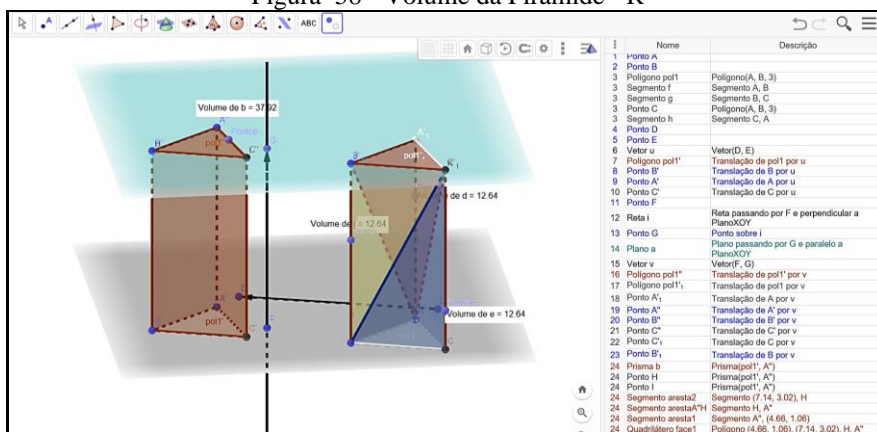 Figura 38 - Volume da Pirâmide - K
ABC
Nome Descrição
1 Ponto A
2 Ponto B
3 Polígono pol1 Polígono(A, B, 3)
3 Segmento f Segmento A, B
3 Segmento g Segmento B, C
3 Ponto C Polígono(A, B, 3)
3 Segmento h Segmento C, A
4 Ponto D
5 Ponto E
6 Vetor u Vetor(D, E)
7 Polígono pol1' Translação de pol1 por u
8 Ponto B' Translação de B por u
9 Ponto A' Translação de A por u
10 Ponto C' Translação de C por u
11 Ponto F
12 Reta i Reta passando por F e perpendicular a
PlanoXOY
13 Ponto G Ponto sobre i
14 Plano a Plano passando por G e paralelo a
PlanoXOY
15 Vetor v Vetor(F, G)
16 Polígono pol1" Translação de pol1' por v
17 Polígono pol1'₁ Translação de pol1 por v
18 Ponto A'₁ Translação de A por v
19 Ponto A" Translação de A' por v
20 Ponto B" Translação de B' por v
21 Ponto C" Translação de C' por v
22 Ponto C'₁ Translação de C por v
23 Ponto B'₁ Translação de B por v
24 Prisma b Prisma(pol1', A")
24 Ponto H Prisma(pol1', A")
24 Ponto I Prisma(pol1', A")
24 Segmento aresta2 Segmento (7.14, 3.02), H
24 Segmento arestaA"H Segmento H, A"
24 Segmento aresta1 Segmento A", (4.66, 1.06)
24 Quadrilátero face1 Polígono (4.66, 1.06), (7.14, 3.02), H, A"
Volume de b = 37.92
A"
C"
G
pol1'₁
de d = 12.64
Volume de = 12.64
A'
pol1'
C
F
Volume de e = 12.64
C